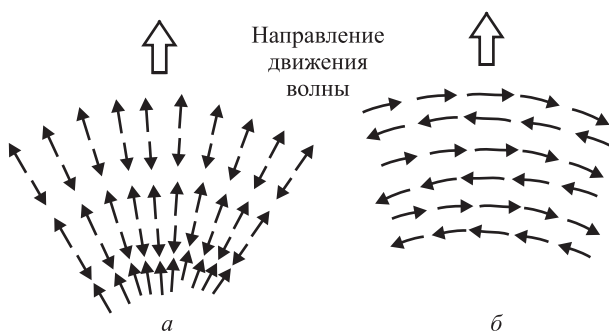 Направление
движения
волны
а
б